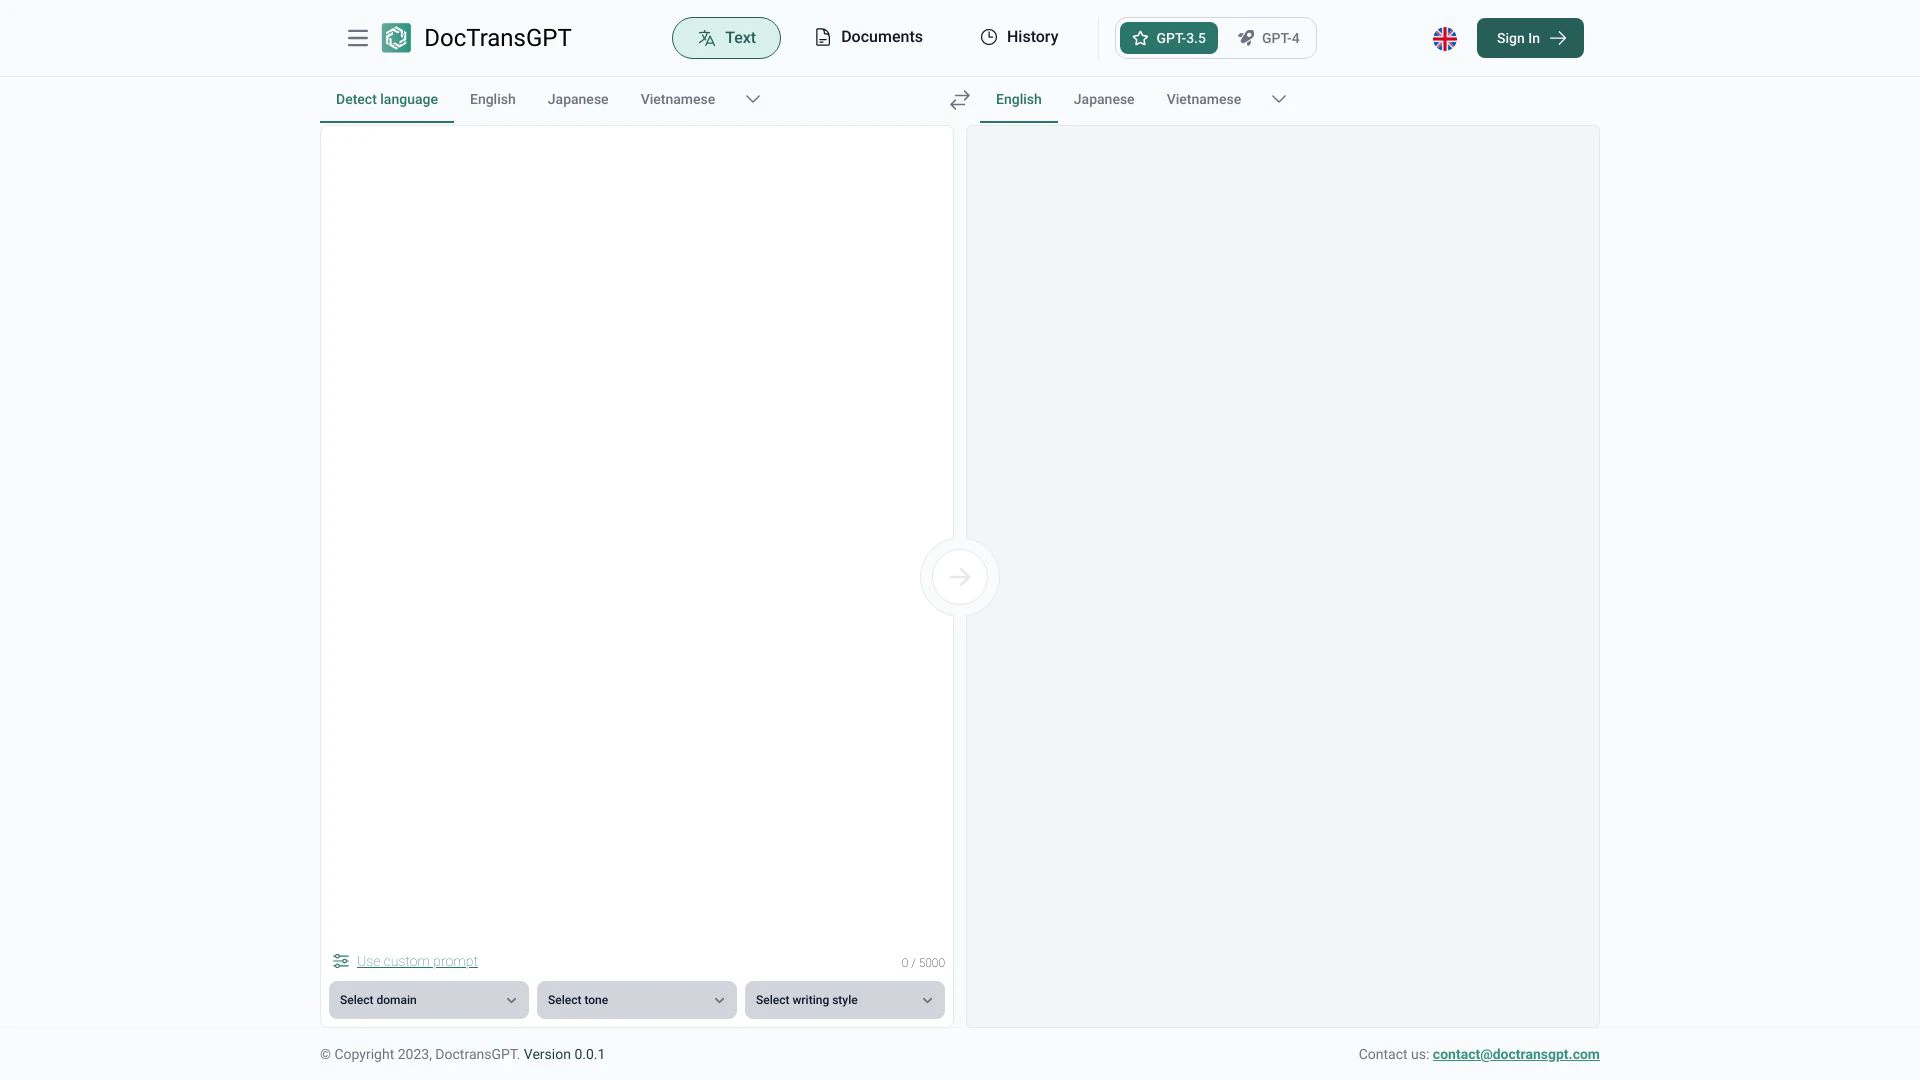 DocTransGPT
Text
Documents
History
GPT-3.5
GPT-4
Sign In
Detect language
English
Japanese
Vietnamese
English
Japanese
Vietnamese
Use custom prompt
0 / 5000
Select domain
Select tone
Select writing style
© Copyright 2023, DoctransGPT. Version 0.0.1
Contact us: contact@doctransgpt.com